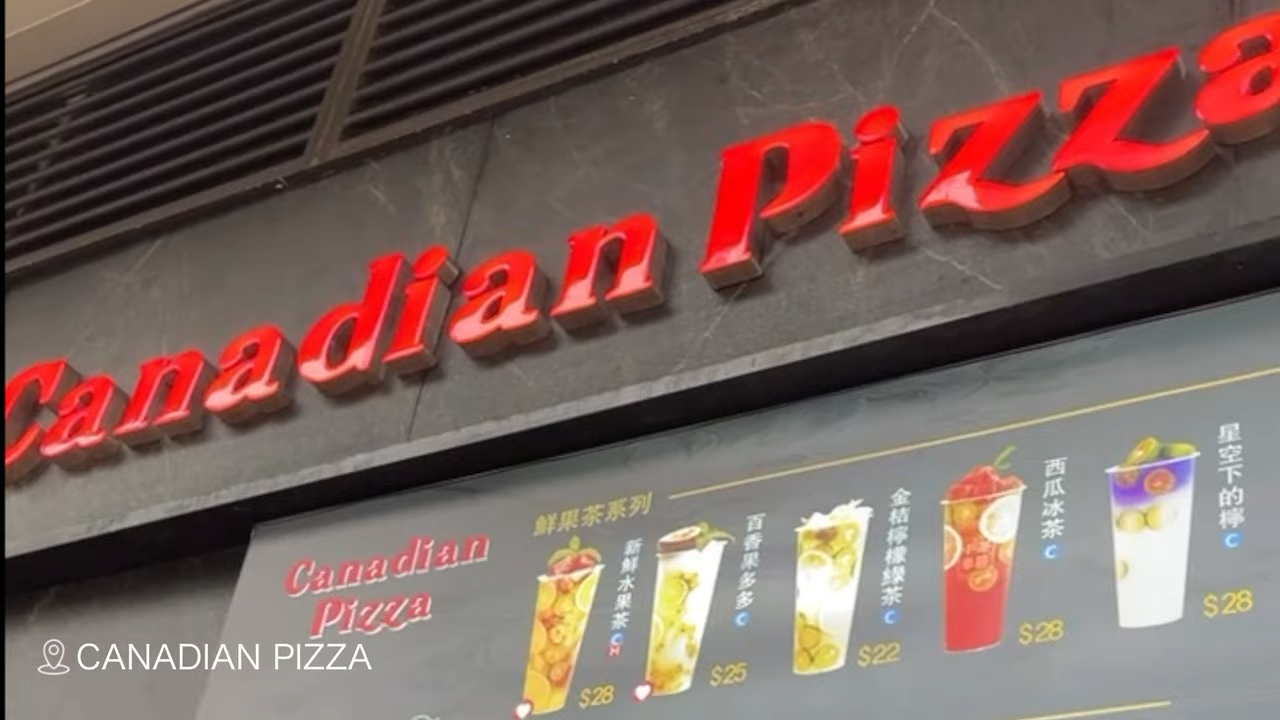 Canadian Pizza
Canadian
Pizza
鮮果茶系列
新鮮水果茶
C
H
$28
百香果多多
C
$25
金桔檸檬綠茶
C
$22
西瓜冰茶
C
$28
星空下的檸
C
$28
CANADIAN PIZZA